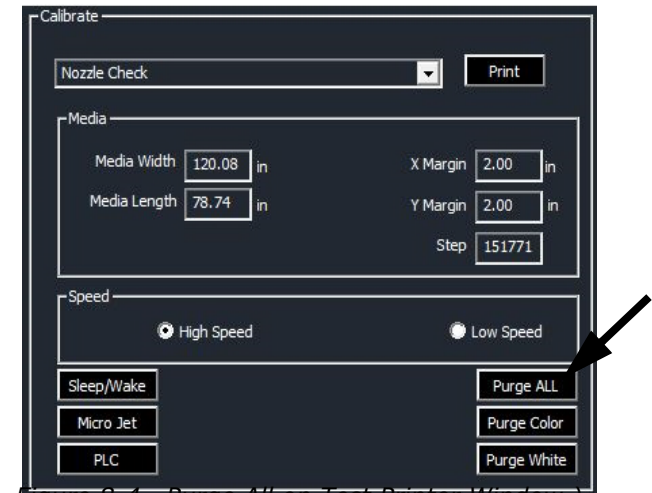 Calibrate
Nozzle Check Print
Media
Media Width 120.08 in X Margin 2.00 in
Media Length 78.74 in Y Margin 2.00 in
Step 151771
Speed
High Speed Low Speed
Sleep/Wake Purge ALL
Micro Jet Purge Color
PLC Purge White